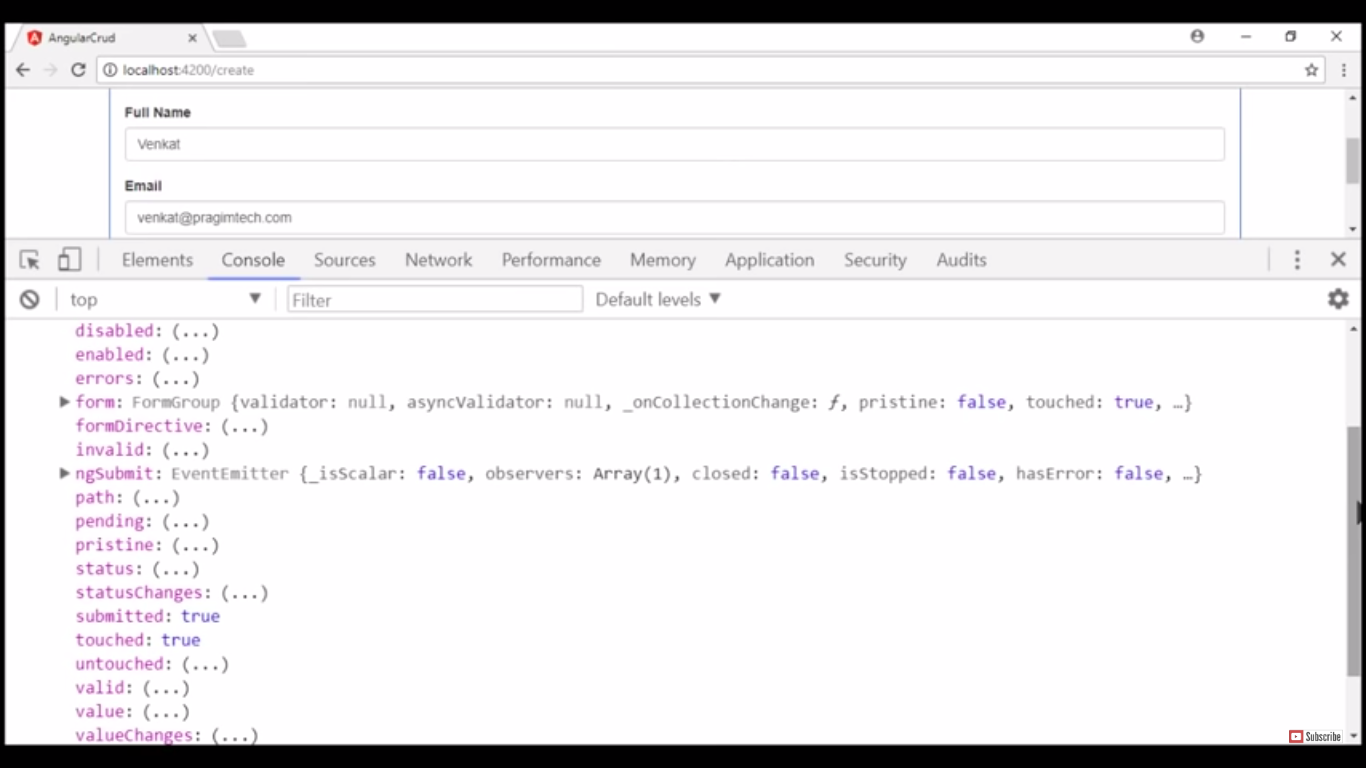 AngularCrud
localhost:4200/create
Full Name
Venkat
Email
venkat@pragimtech.com
Elements Console Sources Network Performance Memory Application Security Audits
top Filter Default levels
disabled: (...)
enabled: (...)
errors: (...)
form: FormGroup {validator: null, asyncValidator: null, _onCollectionChange: ƒ, pristine: false, touched: true, …}
formDirective: (...)
invalid: (...)
ngSubmit: EventEmitter {_isScalar: false, observers: Array(1), closed: false, isStopped: false, hasError: false, …}
path: (...)
pending: (...)
pristine: (...)
status: (...)
statusChanges: (...)
submitted: true
touched: true
untouched: (...)
valid: (...)
value: (...)
valueChanges: (...)
Subscribe